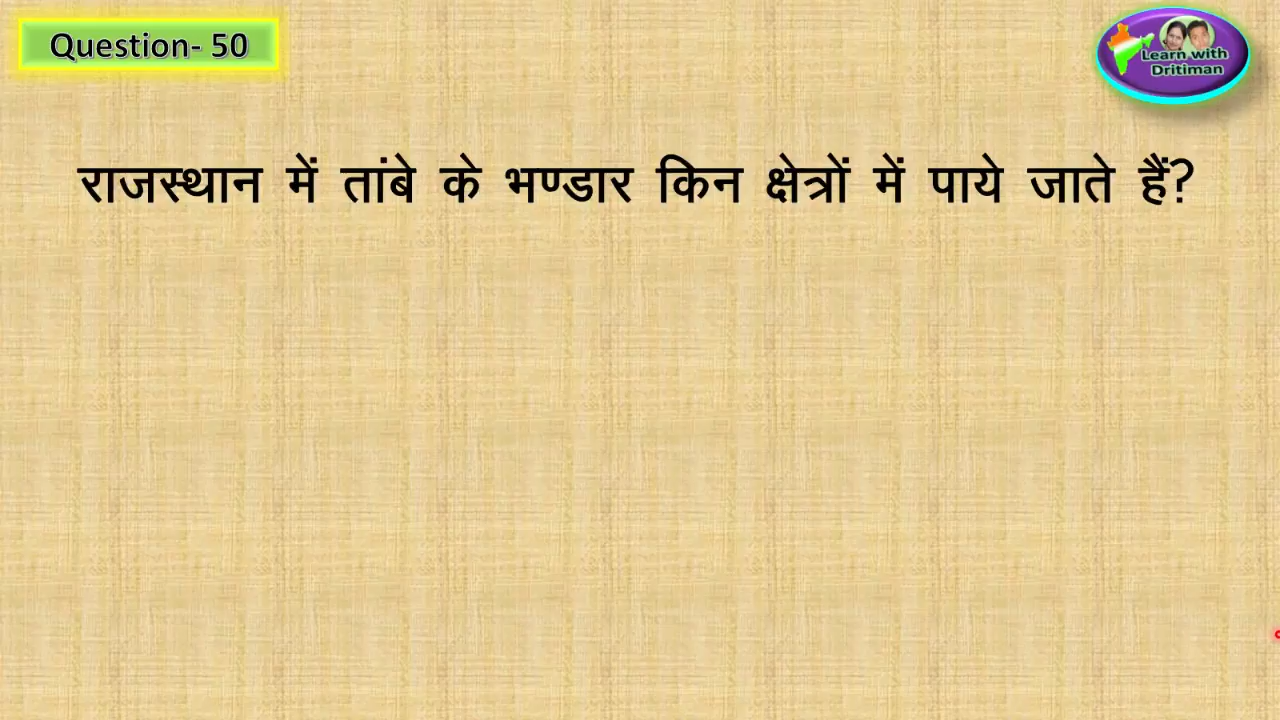 Question- 50
Learn with
Dritiman
राजस्थान में तांबे के भण्डार किन क्षेत्रों में पाये जाते हैं?